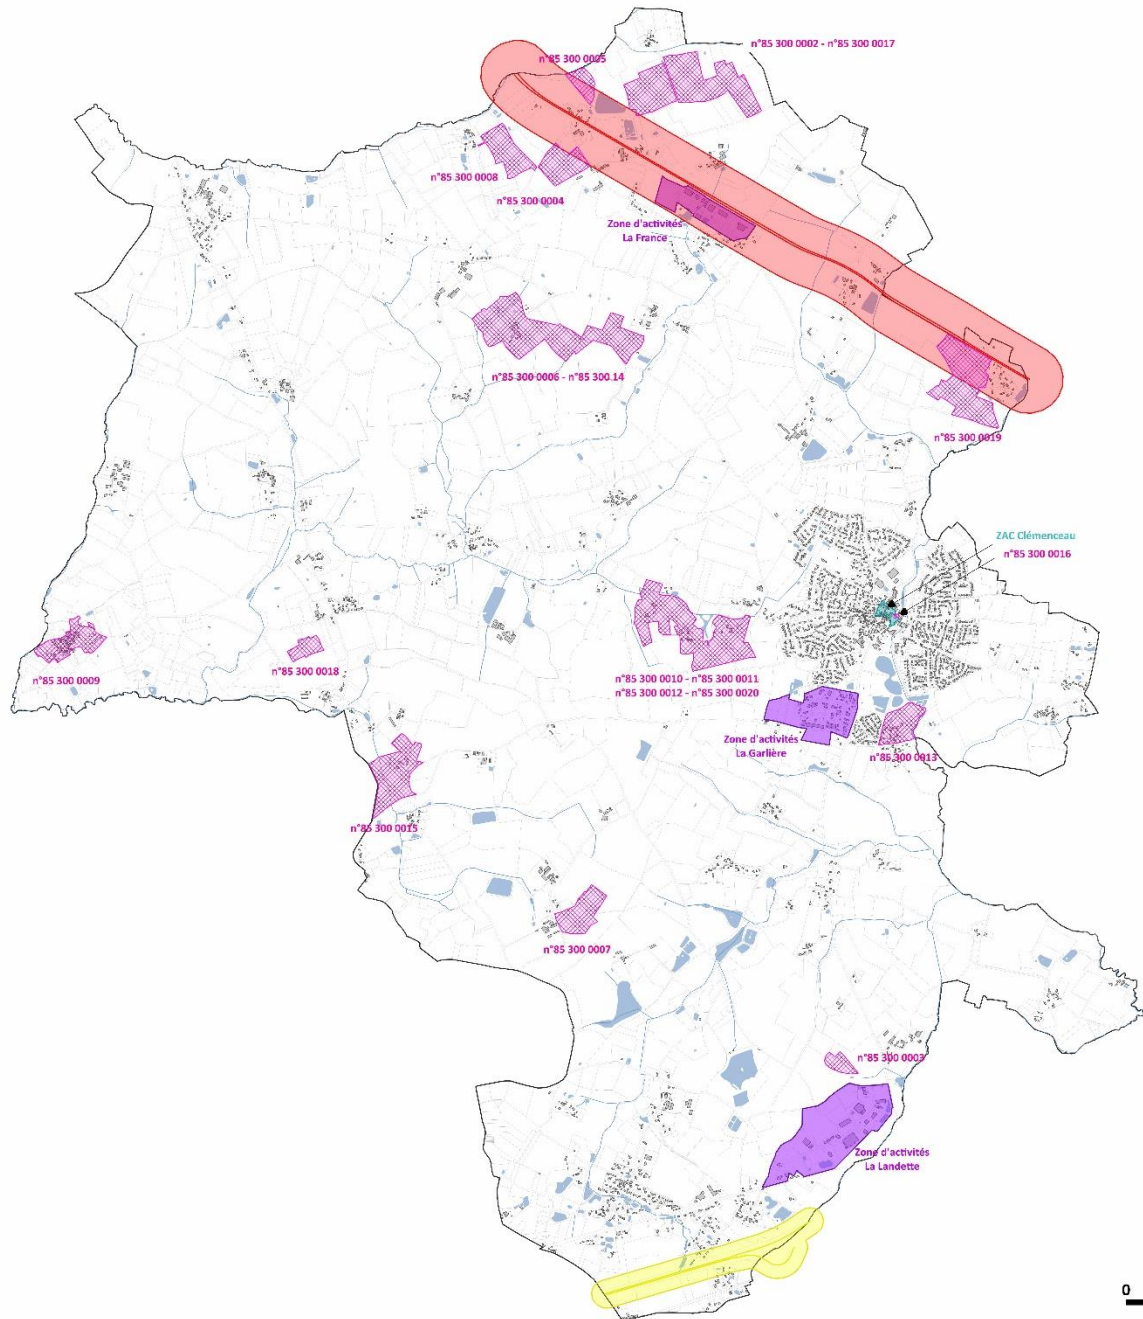 n°85 300 0002 - n°85 300 0017
n°85 300 0005
n°85 300 0008
n°85 300 0004
Zone d'activités
La France
n°85 300 0006 - n°85 300 14
n°85 300 0019
ZAC Clémenceau
n°85 300 0016
n°85 300 0009
n°85 300 0018
n°85 300 0010 - n°85 300 0011
n°85 300 0012 - n°85 300 0020
Zone d'activités
La Garlière
n°85 300 0013
n°85 300 0015
n°85 300 0007
n°85 300 0003
Zone d'activités
La Landette
0